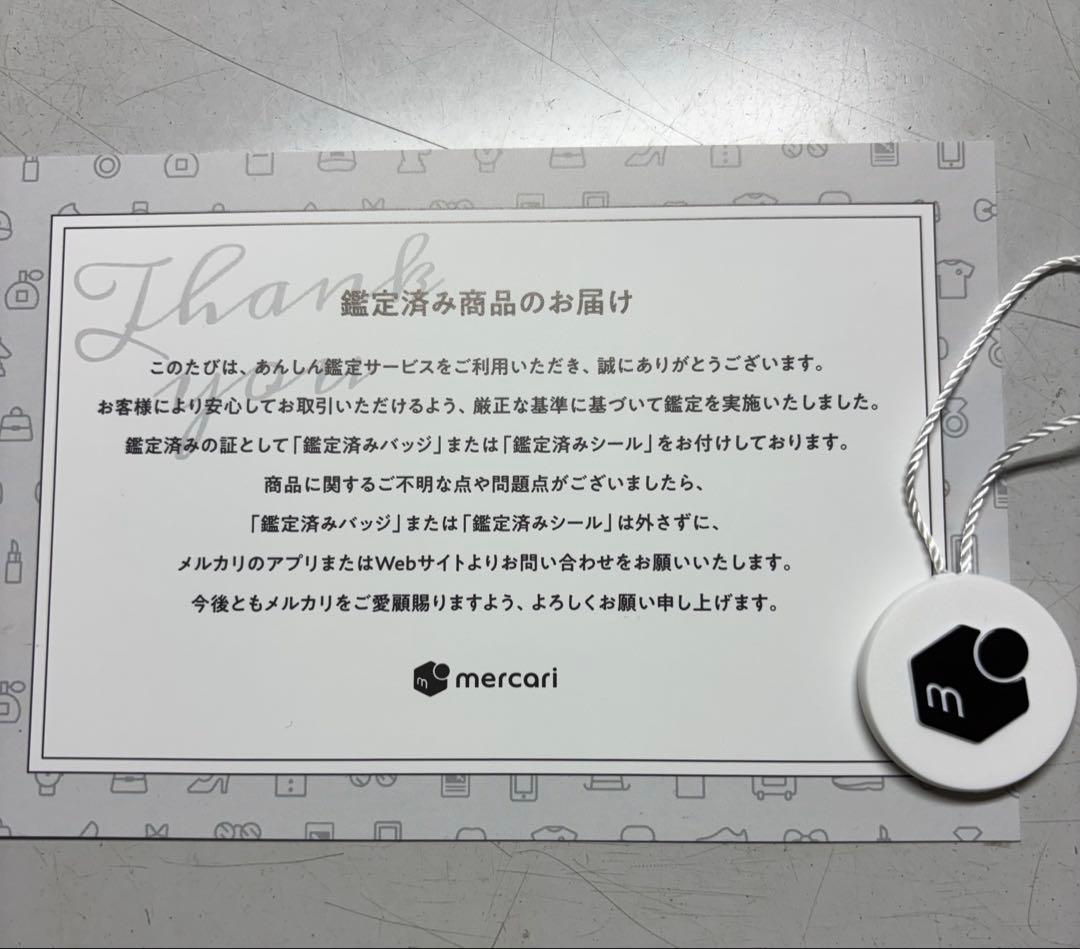 Thank you
鑑定済み商品のお届け
このたびは、あんしん鑑定サービスをご利用いただき、誠にありがとうございます。
お客様により安心してお取引いただけるよう、厳正な基準に基づいて鑑定を実施いたしました。
鑑定済みの証として「鑑定済みバッジ」または「鑑定済みシール」をお付けしております。
商品に関するご不明な点や問題点がございましたら、
「鑑定済みバッジ」または「鑑定済みシール」は外さずに、
メルカリのアプリまたはWebサイトよりお問い合わせをお願いいたします。
今後ともメルカリをご愛顧賜りますよう、よろしくお願い申し上げます。
m mercari
m